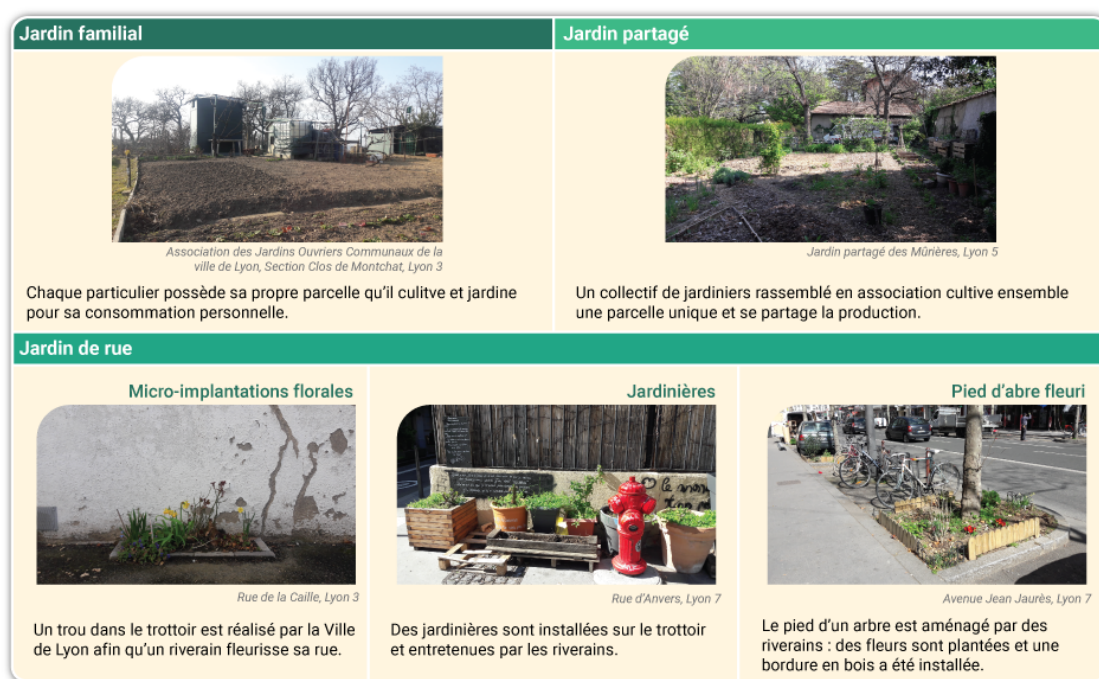 Jardin familial
Jardin partagé
Association des Jardins Ouvriers Communaux de la
ville de Lyon, Section Clos de Montchat, Lyon 3
Jardin partagé des Mûrières, Lyon 5
Chaque particulier possède sa propre parcelle qu'il culitve et jardine
pour sa consommation personnelle.
Un collectif de jardiniers rassemblé en association cultive ensemble
une parcelle unique et se partage la production.
Jardin de rue
Micro-implantations florales
Jardinières
Pied d'abre fleuri
Rue de la Caille, Lyon 3
Rue d'Anvers, Lyon 7
Avenue Jean Jaurès, Lyon 7
Un trou dans le trottoir est réalisé par la Ville
de Lyon afin qu'un riverain fleurisse sa rue.
Des jardinières sont installées sur le trottoir
et entretenues par les riverains.
Le pied d'un arbre est aménagé par des
riverains : des fleurs sont plantées et une
bordure en bois a été installée.